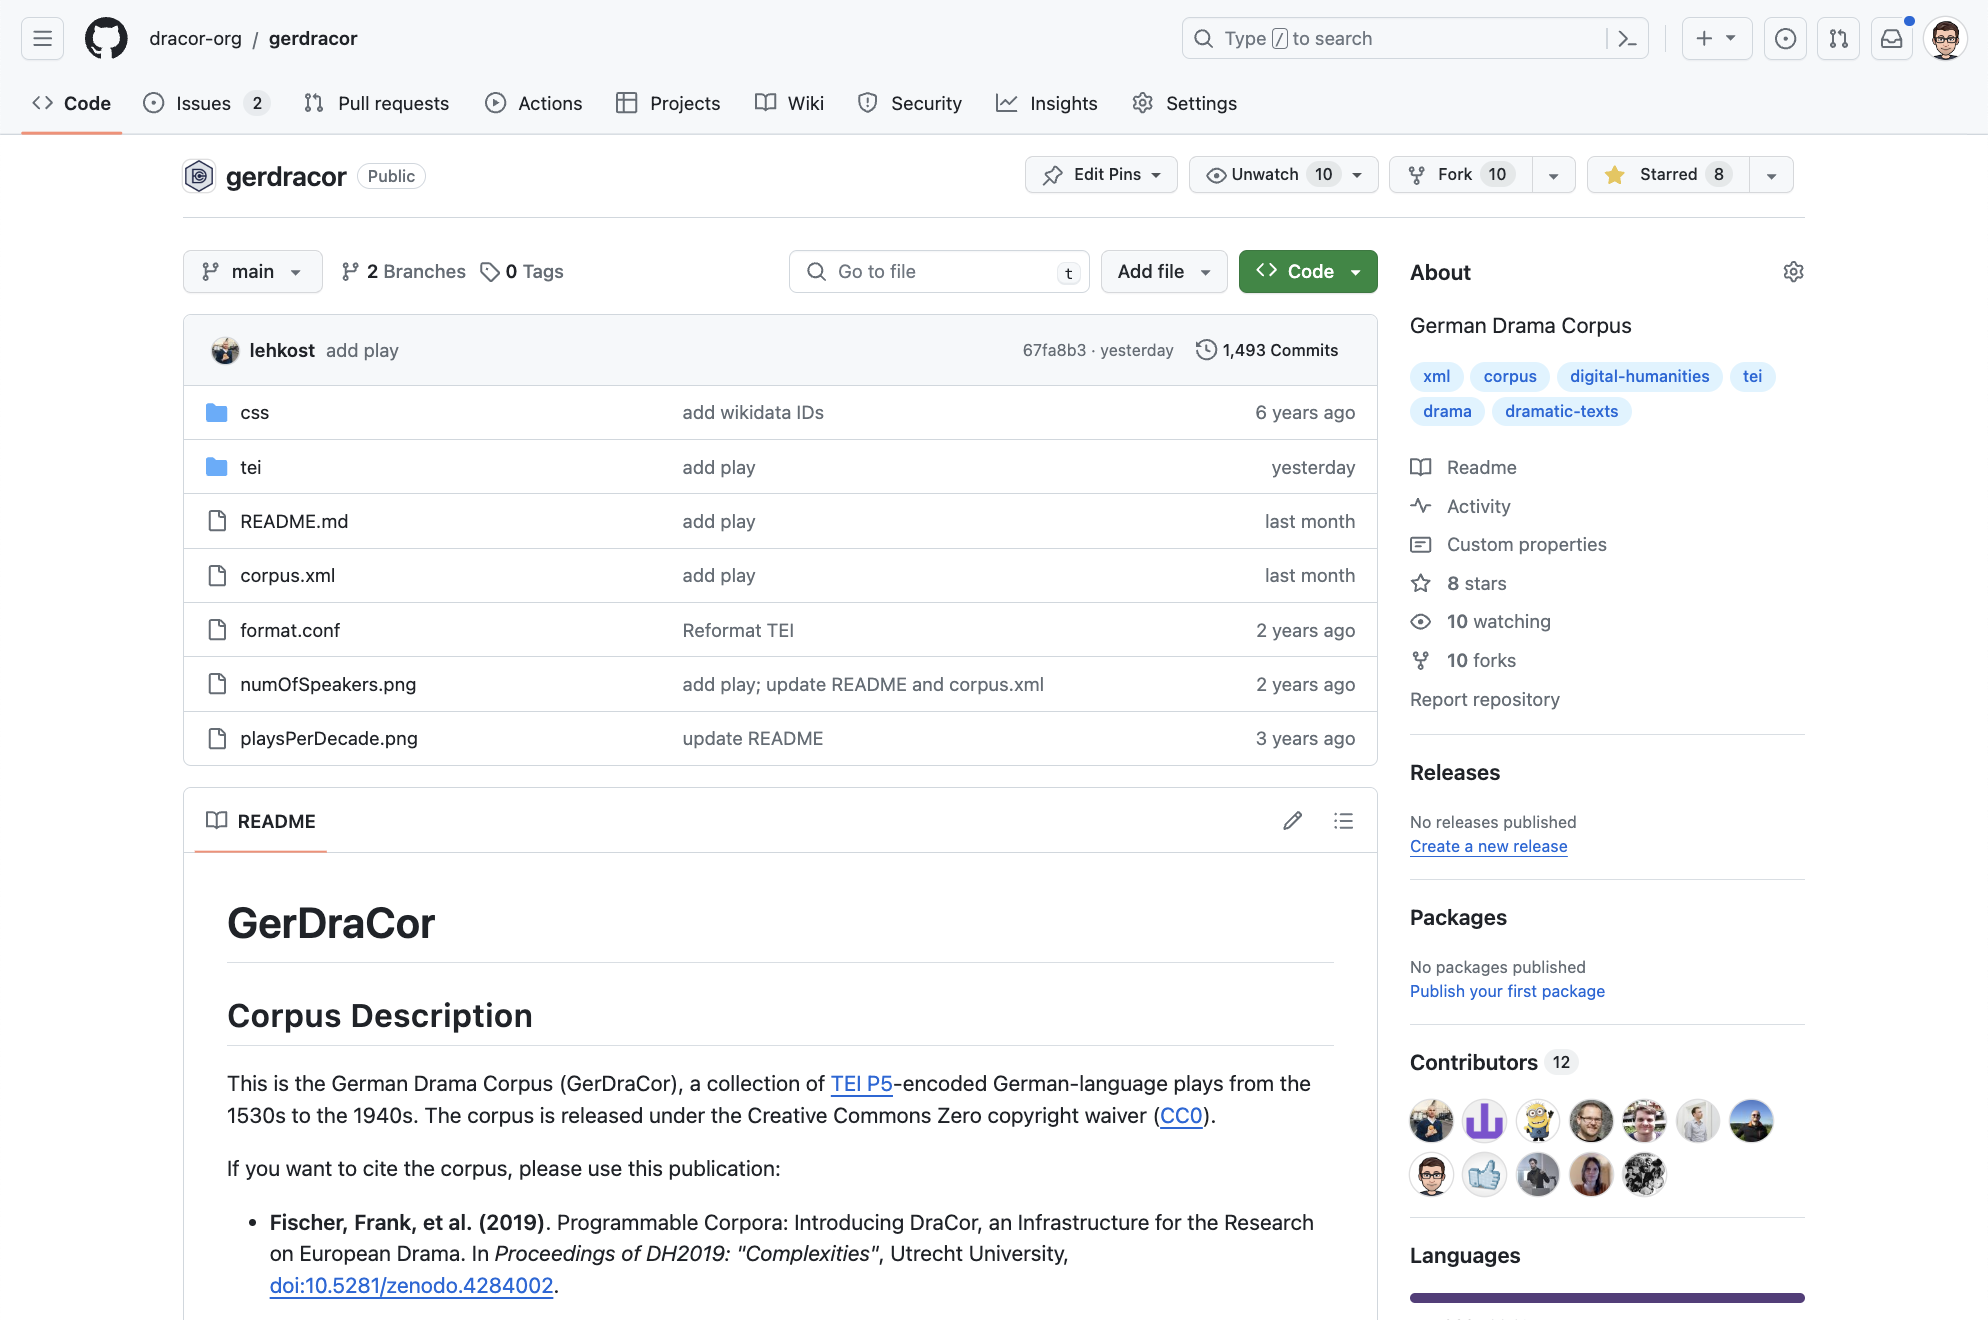 dracor-org / gerdracor
Type / to search
Code
Issues 2
Pull requests
Actions
Projects
Wiki
Security
Insights
Settings
gerdracor Public
Edit Pins
Unwatch 10
Fork 10
Starred 8
main
2 Branches
0 Tags
Go to file t
Add file
Code
lehkost add play 67fa8b3 · yesterday 1,493 Commits
css add wikidata IDs 6 years ago
tei add play yesterday
README.md add play last month
corpus.xml add play last month
format.conf Reformat TEI 2 years ago
numOfSpeakers.png add play; update README and corpus.xml 2 years ago
playsPerDecade.png update README 3 years ago
README
GerDraCor
Corpus Description
This is the German Drama Corpus (GerDraCor), a collection of TEI P5-encoded German-language plays from the
1530s to the 1940s. The corpus is released under the Creative Commons Zero copyright waiver (CC0).
If you want to cite the corpus, please use this publication:
• Fischer, Frank, et al. (2019). Programmable Corpora: Introducing DraCor, an Infrastructure for the Research
on European Drama. In Proceedings of DH2019: "Complexities", Utrecht University,
doi:10.5281/zenodo.4284002.
About
German Drama Corpus
xml corpus digital-humanities tei
drama dramatic-texts
Readme
Activity
Custom properties
8 stars
10 watching
10 forks
Report repository
Releases
No releases published
Create a new release
Packages
No packages published
Publish your first package
Contributors 12
Languages